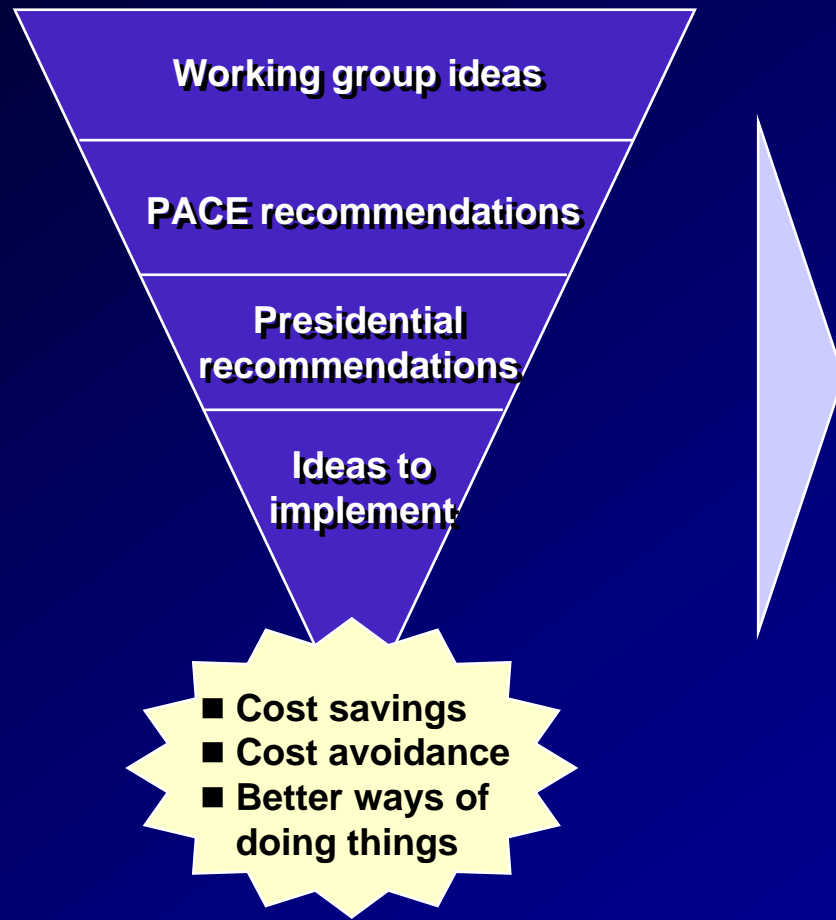 Working group ideas
PACE recommendations
Presidential
recommendations
Ideas to
implement
■ Cost savings
■ Cost avoidance
■ Better ways of
doing things